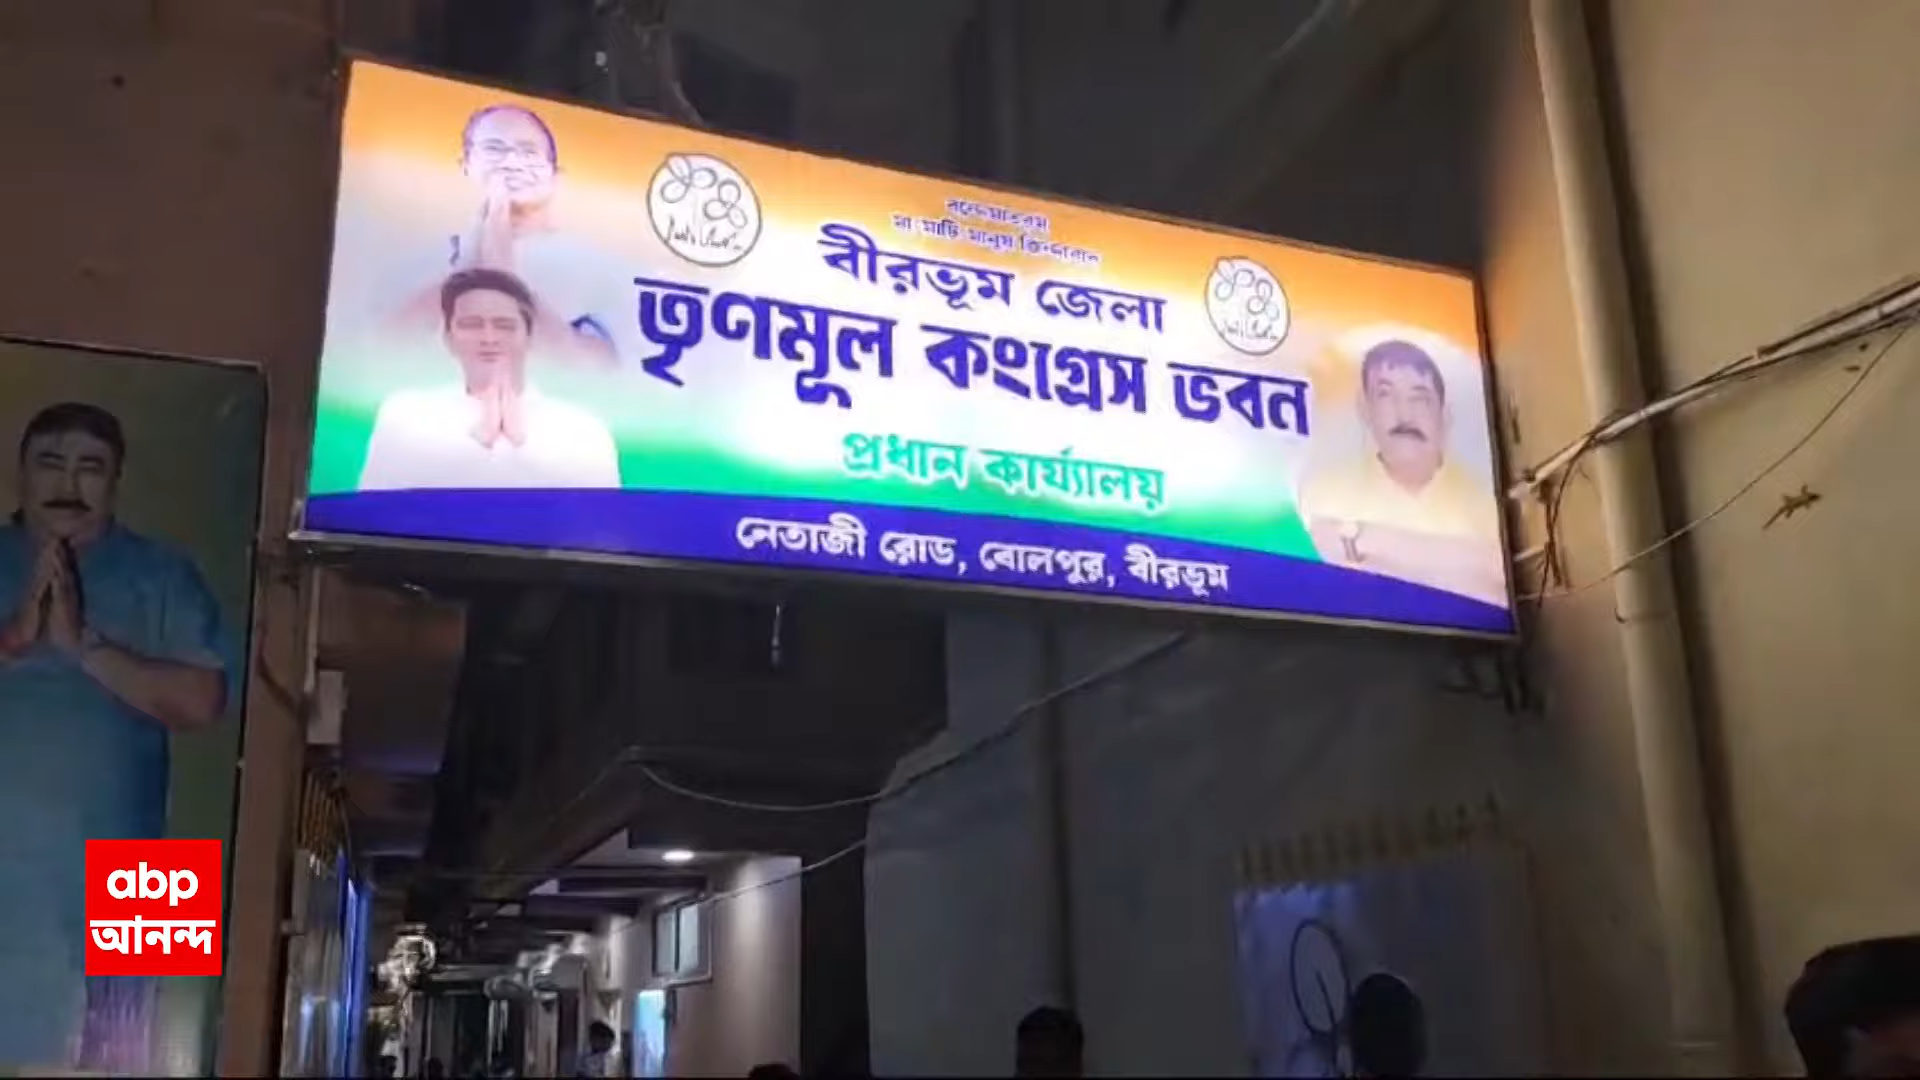 বন্দেমাতরম
মা মাটি মানুষ জিন্দাবাদ
বীরভূম জেলা
তৃণমূল কংগ্রেস ভবন
প্রধান কার্য্যালয়
নেতাজী রোড, বোলপুর, বীরভূম
abp
আনন্দ